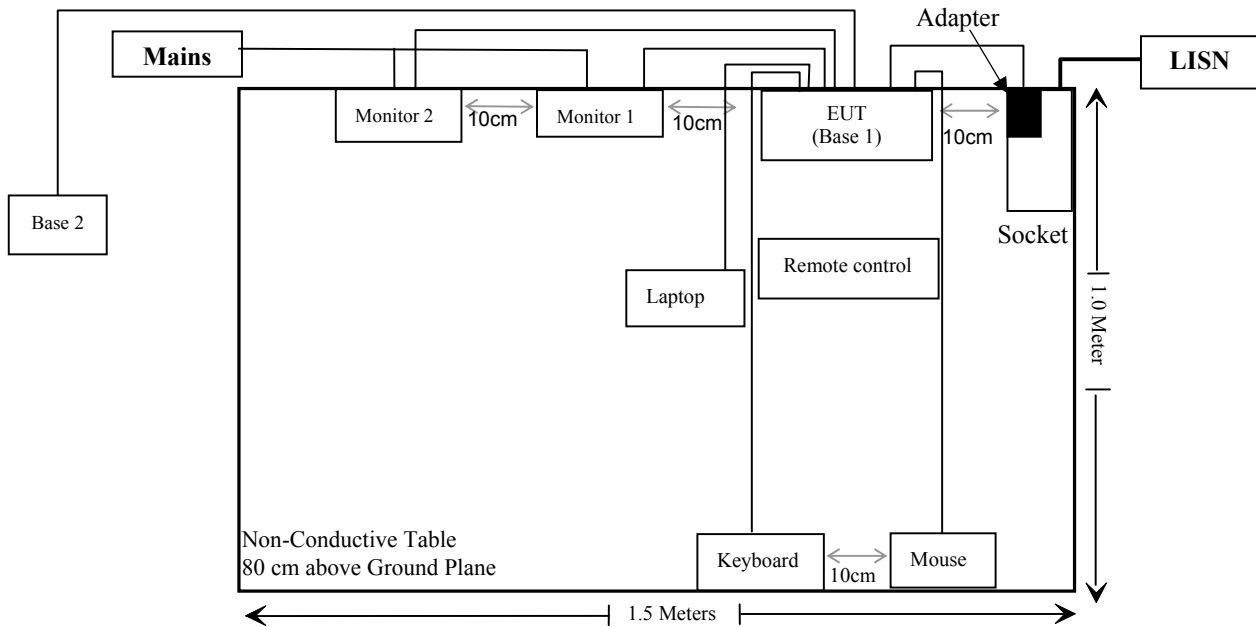 Adapter
Mains
LISN
Monitor 2
10cm
Monitor 1
10cm
EUT
(Base 1)
10cm
Base 2
Socket
Remote control
Laptop
1.0 Meter
Non-Conductive Table
80 cm above Ground Plane
Keyboard
10cm
Mouse
1.5 Meters